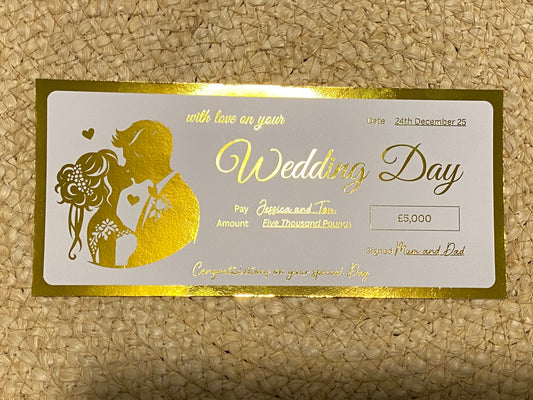 with love on your
Date 24th December 25
Wedding Day
Pay Jessica and Tom
Amount Five Thousand Pounds
£5,000
Signed Mum and Dad
Congratulations on your special Day